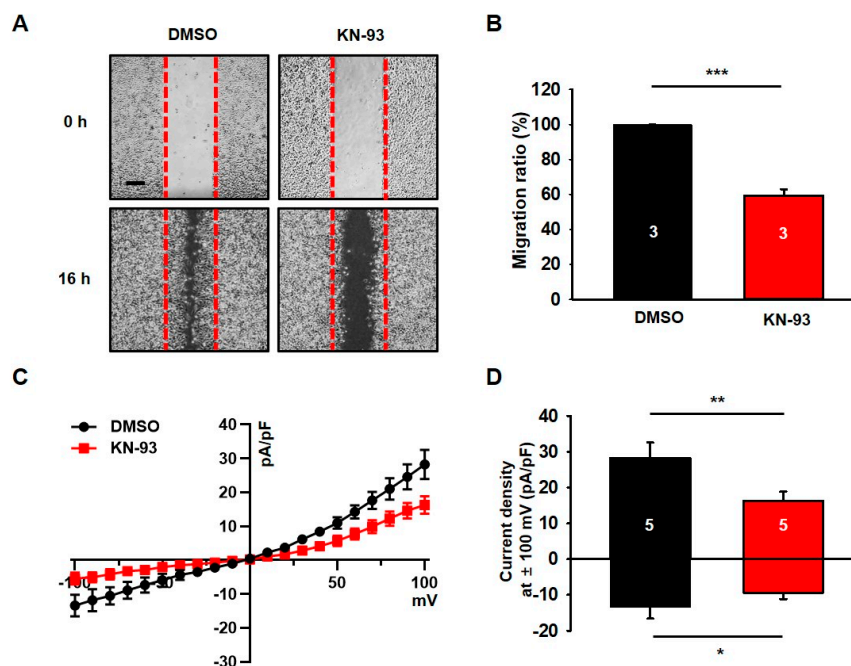 A
DMSO
KN-93
0 h
16 h
B
***
Migration ratio (%)
120
100
80
60
40
20
0
3
3
DMSO
KN-93
C
DMSO
KN-93
pA/pF
40
30
20
10
-10
-20
-30
50
100
mV
D
**
Current density
at ± 100 mV (pA/pF)
40
30
20
10
0
-10
-20
5
5
*